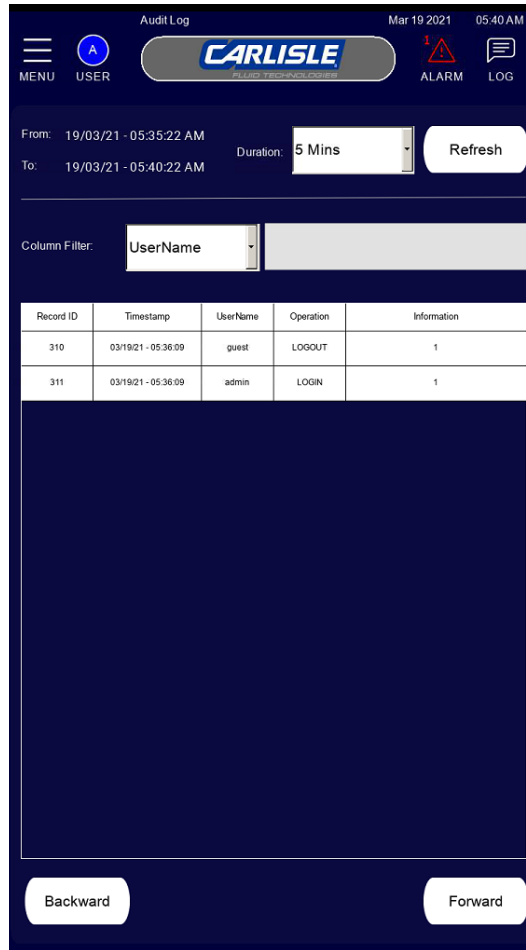 Audit Log Mar 19 2021 05:40 AM
A
CARLISLE
FLUID TECHNOLOGIES
1
MENU USER ALARM LOG
From: 19/03/21 - 05:35:22 AM
Duration: 5 Mins Refresh
To: 19/03/21 - 05:40:22 AM
Column Filter: UserName
Record ID Timestamp UserName Operation Information
310 03/19/21 - 05:36:09 guest LOGOUT 1
311 03/19/21 - 05:36:09 admin LOGIN 1
Backward Forward